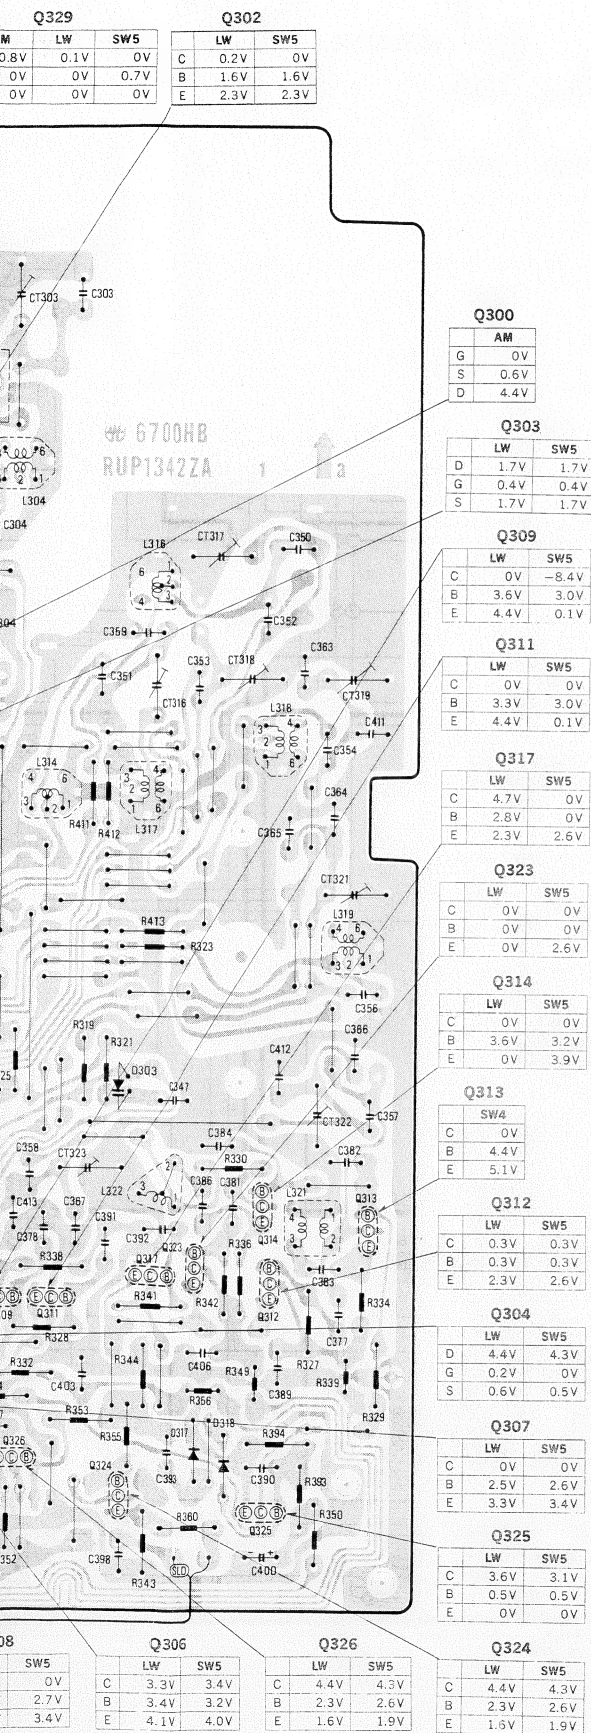 Q329
M LW SW5
0.8V 0.1V 0V
0V 0V 0.7V
0V 0V 0V
Q302
LW SW5
C 0.2V 0V
B 1.6V 1.6V
E 2.3V 2.3V
CT303 C303
Q300
AM
G 0V
S 0.6V
D 4.4V
6700HB
RUP1342ZA 1 a
L304
C304
Q303
LW SW5
D 1.7V 1.7V
G 0.4V 0.4V
S 1.7V 1.7V
L316 CT317 C350
Q309
LW SW5
C 0V −8.4V
B 3.6V 3.0V
E 4.4V 0.1V
C359 C352
C351 C353 CT318 C363
CT316 CT319
Q311
LW SW5
C 0V 0V
B 3.3V 3.0V
E 4.4V 0.1V
L318 C411
C354
L314 L317 C364
R411 R412 C365
Q317
LW SW5
C 4.7V 0V
B 2.8V 0V
E 2.3V 2.6V
CT321
R413 L319
R323
Q323
LW SW5
C 0V 0V
B 0V 0V
E 0V 2.6V
C356
R319 R321 C366
D303 C412
C347 CT322 C357
Q314
LW SW5
C 0V 0V
B 3.6V 3.2V
E 0V 3.9V
C384 C382
C358 CT323 R330
Q313
SW4
C 0V
B 4.4V
E 5.1V
L322 C386 C381 L321 Q313
C413 C367 C391
C378 C392 Q323 Q314
R338 Q317 R336 C383
Q312
LW SW5
C 0.3V 0.3V
B 0.3V 0.3V
E 2.3V 2.6V
Q311 R341 R342 Q312 R334
R328 C377
Q304
LW SW5
D 4.4V 4.3V
G 0.2V 0V
S 0.6V 0.5V
R332 R344 C406 R349 R327
C403 R356 C389 R339
R329
R353 R355 D317 D318 R394
Q307
LW SW5
C 0V 0V
B 2.5V 2.6V
E 3.3V 3.4V
Q326 Q324 C393 C390 R393
R360 Q325 R350
Q325
LW SW5
C 3.6V 3.1V
B 0.5V 0.5V
E 0V 0V
C398 R343 SLD C400
SW5
0V
2.7V
3.4V
Q306
LW SW5
C 3.3V 3.4V
B 3.4V 3.2V
E 4.1V 4.0V
Q326
LW SW5
C 4.4V 4.3V
B 2.3V 2.6V
E 1.6V 1.9V
Q324
LW SW5
C 4.4V 4.3V
B 2.3V 2.6V
E 1.6V 1.9V